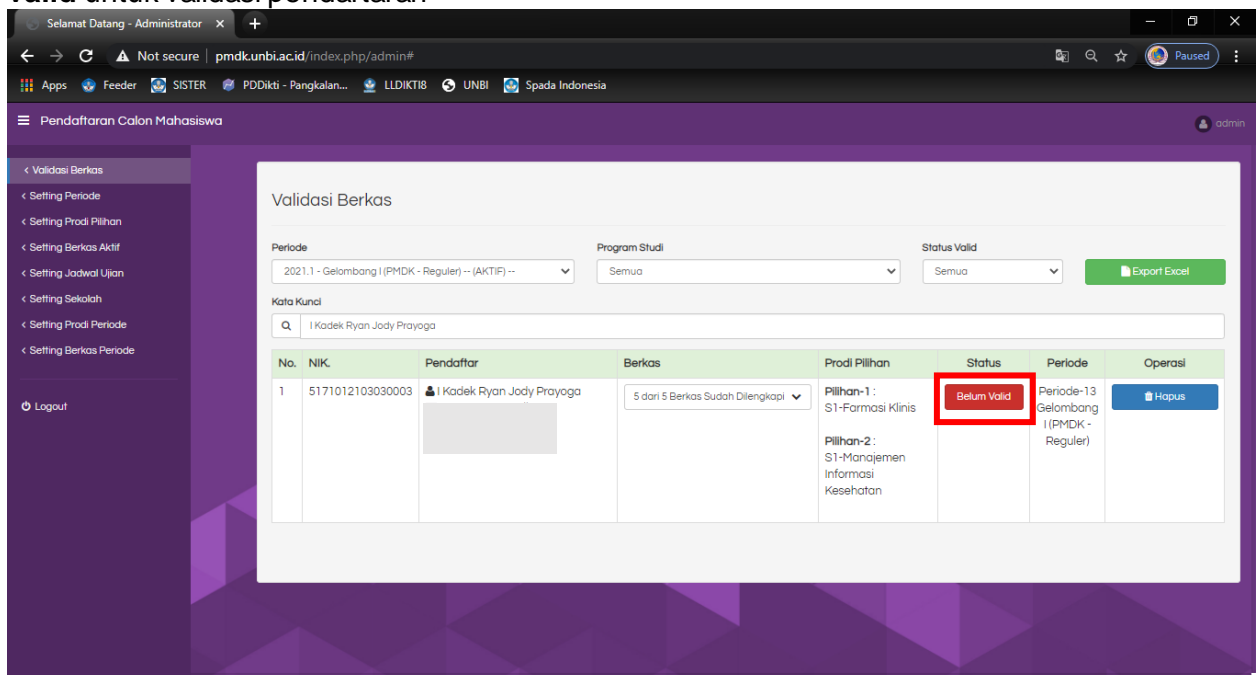 Valid untuk validasi pendaftaran
Selamat Datang - Administrator
Not secure | pmdk.unbi.ac.id/index.php/admin#
Paused
Apps Feeder SISTER PDDikti - Pangkalan... LLDIKTI8 UNBI Spada Indonesia
Pendaftaran Calon Mahasiswa
admin
< Validasi Berkas
< Setting Periode
< Setting Prodi Pilihan
< Setting Berkas Aktif
< Setting Jadwal Ujian
< Setting Sekolah
< Setting Prodi Periode
< Setting Berkas Periode
Logout
Validasi Berkas
Periode Program Studi Status Valid
2021.1 - Gelombang I (PMDK - Reguler) -- (AKTIF) -- Semua Semua Export Excel
Kata Kunci
I Kadek Ryan Jody Prayoga
No. NIK. Pendaftar Berkas Prodi Pilihan Status Periode Operasi
1 5171012103030003 I Kadek Ryan Jody Prayoga 5 dari 5 Berkas Sudah Dilengkapi Pilihan-1 : Belum Valid Periode-13 Hapus
S1-Farmasi Klinis Gelombang
I (PMDK -
Pilihan-2 : Reguler)
S1-Manajemen
Informasi
Kesehatan